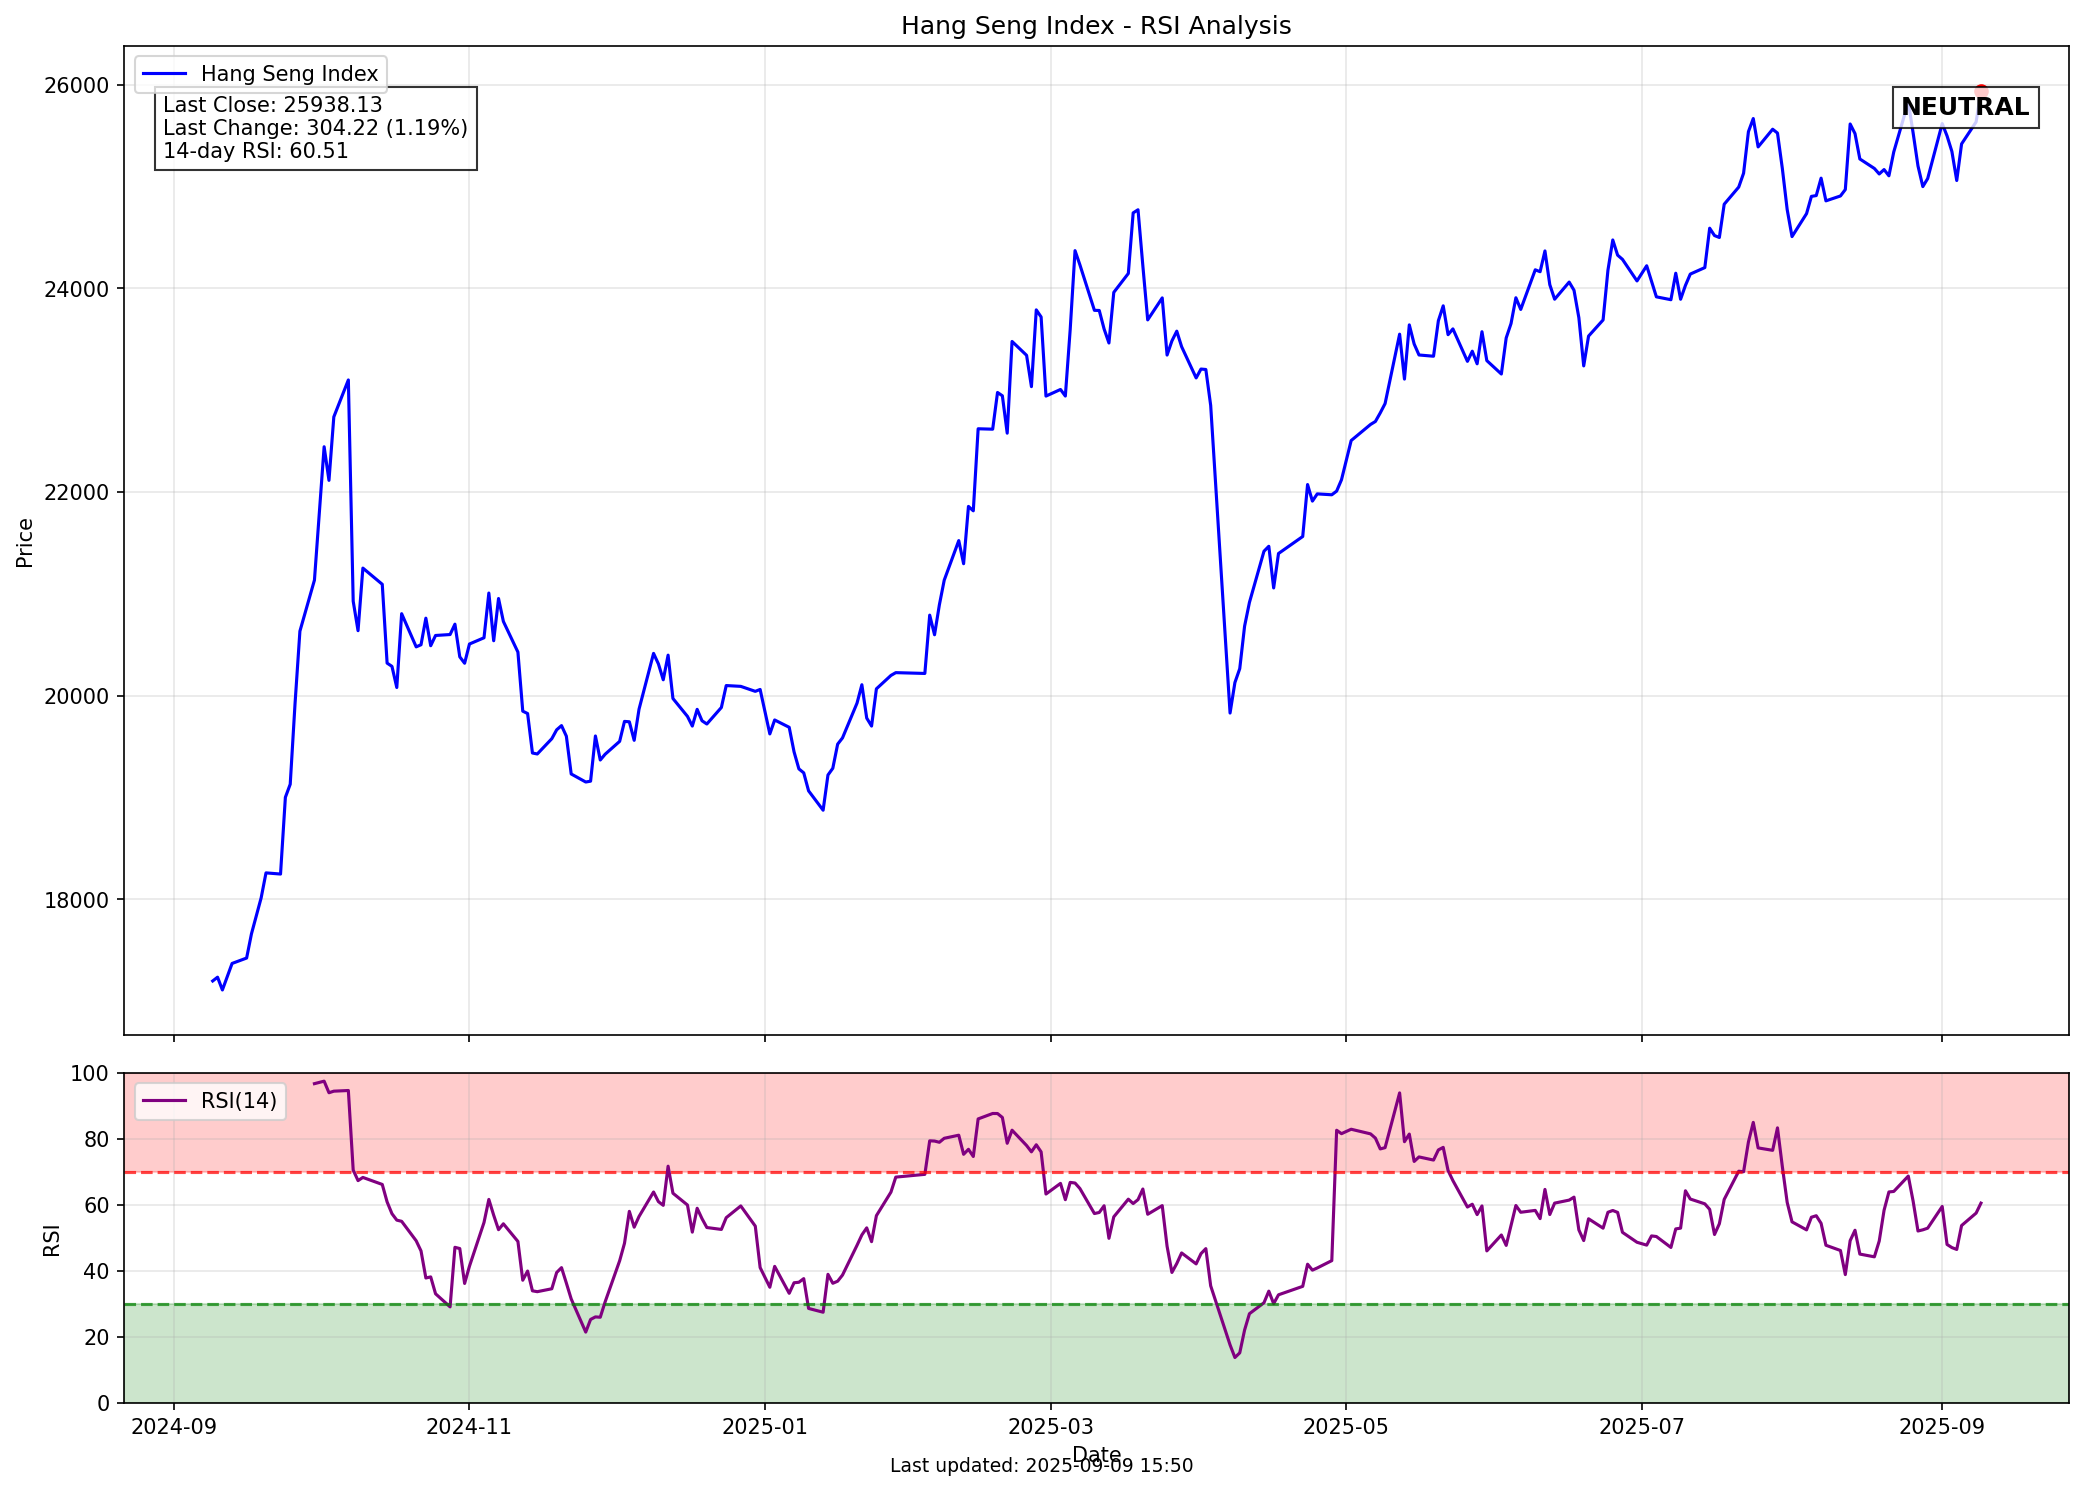 Hang Seng Index - RSI Analysis
Hang Seng Index
Last Close: 25938.13
Last Change: 304.22 (1.19%)
14-day RSI: 60.51
NEUTRAL
26000
24000
22000
20000
18000
Price
RSI(14)
100
80
60
40
20
0
RSI
2024-09
2024-11
2025-01
2025-03
2025-05
2025-07
2025-09
Date
Last updated: 2025-09-09 15:50